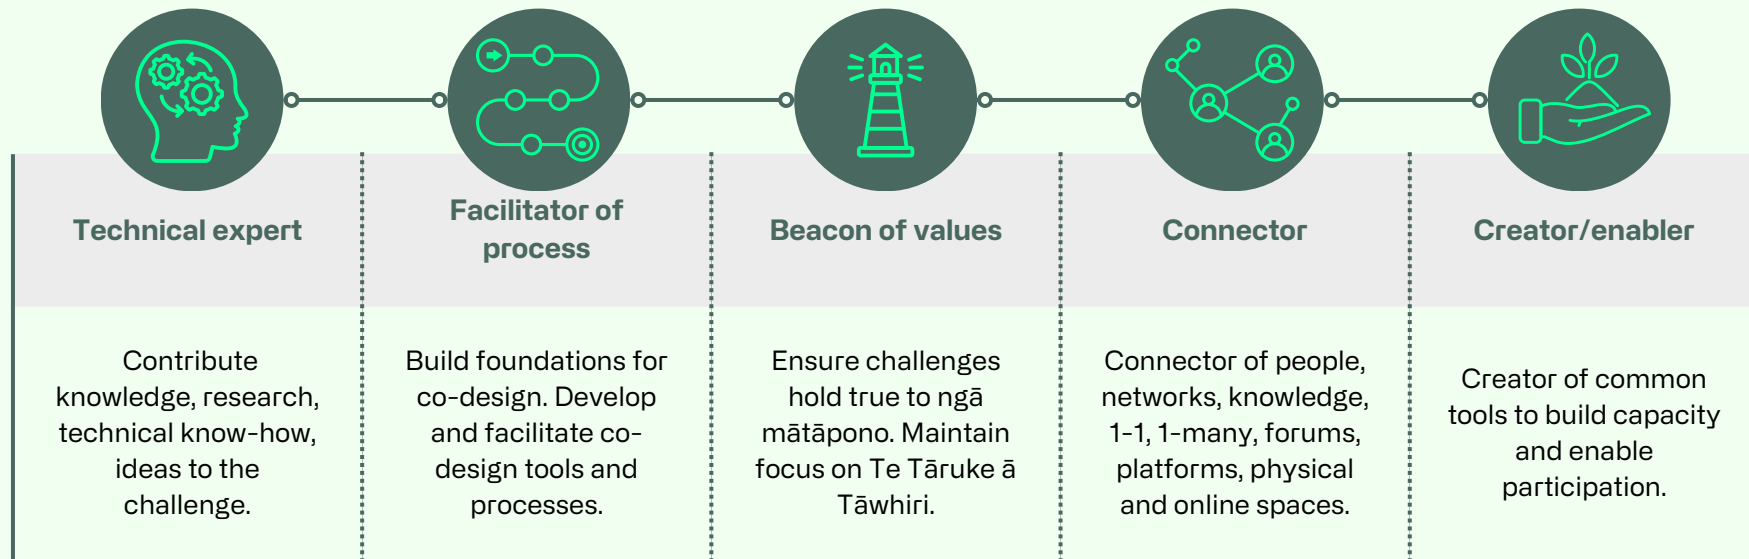 Technical expert
Facilitator of
process
Beacon of values
Connector
Creator/enabler
Contribute
knowledge, research,
technical know-how,
ideas to the
challenge.
Build foundations for
co-design. Develop
and facilitate co-
design tools and
processes.
Ensure challenges
hold true to ngā
mātāpono. Maintain
focus on Te Tāruke ā
Tāwhiri.
Connector of people,
networks, knowledge,
1-1, 1-many, forums,
platforms, physical
and online spaces.
Creator of common
tools to build capacity
and enable
participation.